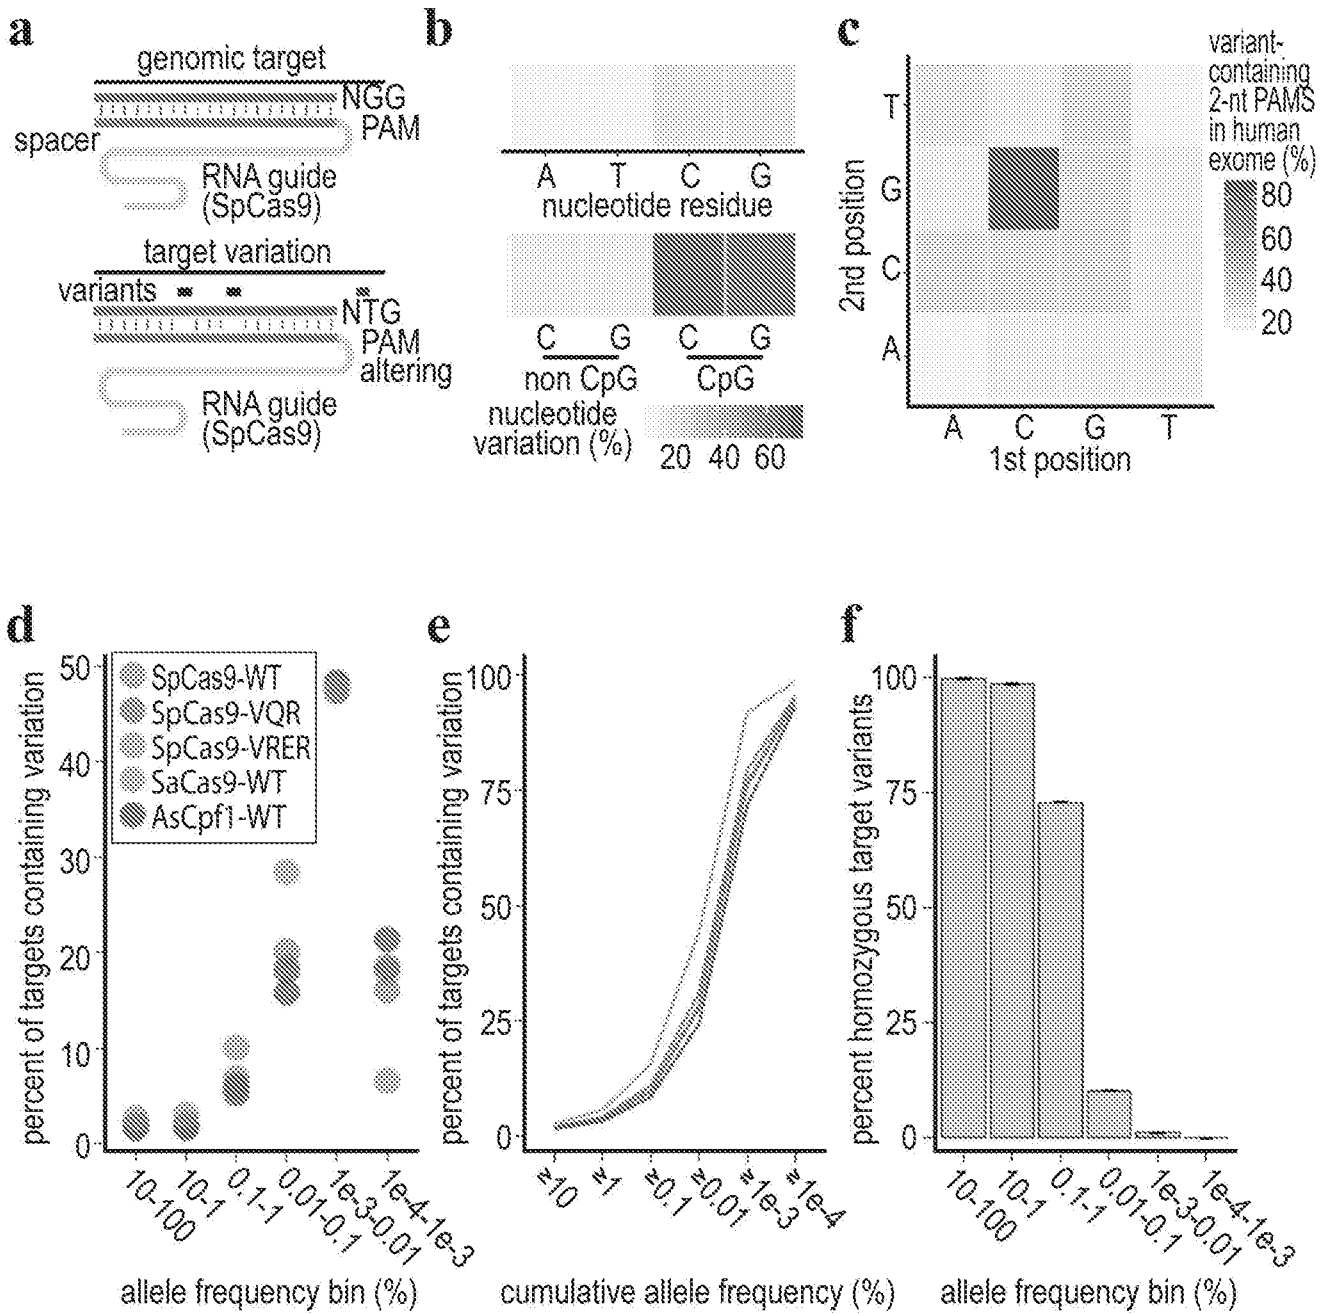 a
genomic target
NGG
PAM
spacer
RNA guide
(SpCas9)
target variation
variants
NTG
PAM
altering
RNA guide
(SpCas9)
b
A T C G
nucleotide residue
C G C G
non CpG CpG
nucleotide
variation (%)
20 40 60
c
variant-
containing
2-nt PAMS
in human
exome (%)
80
60
40
20
2nd position
T
G
C
A
A C G T
1st position
d
percent of targets containing variation
50
40
30
20
10
0
SpCas9-WT
SpCas9-VQR
SpCas9-VRER
SaCas9-WT
AsCpf1-WT
10-100
10-1
0.1-1
0.01-0.1
1e-3-0.01
1e-4-1e-3
allele frequency bin (%)
e
percent of targets containing variation
100
75
50
25
0
≥10
≥1
≥0.1
≥0.01
≥1e-3
≥1e-4
cumulative allele frequency (%)
f
percent homozygous target variants
100
75
50
25
0
10-100
10-1
0.1-1
0.01-0.1
1e-3-0.01
1e-4-1e-3
allele frequency bin (%)